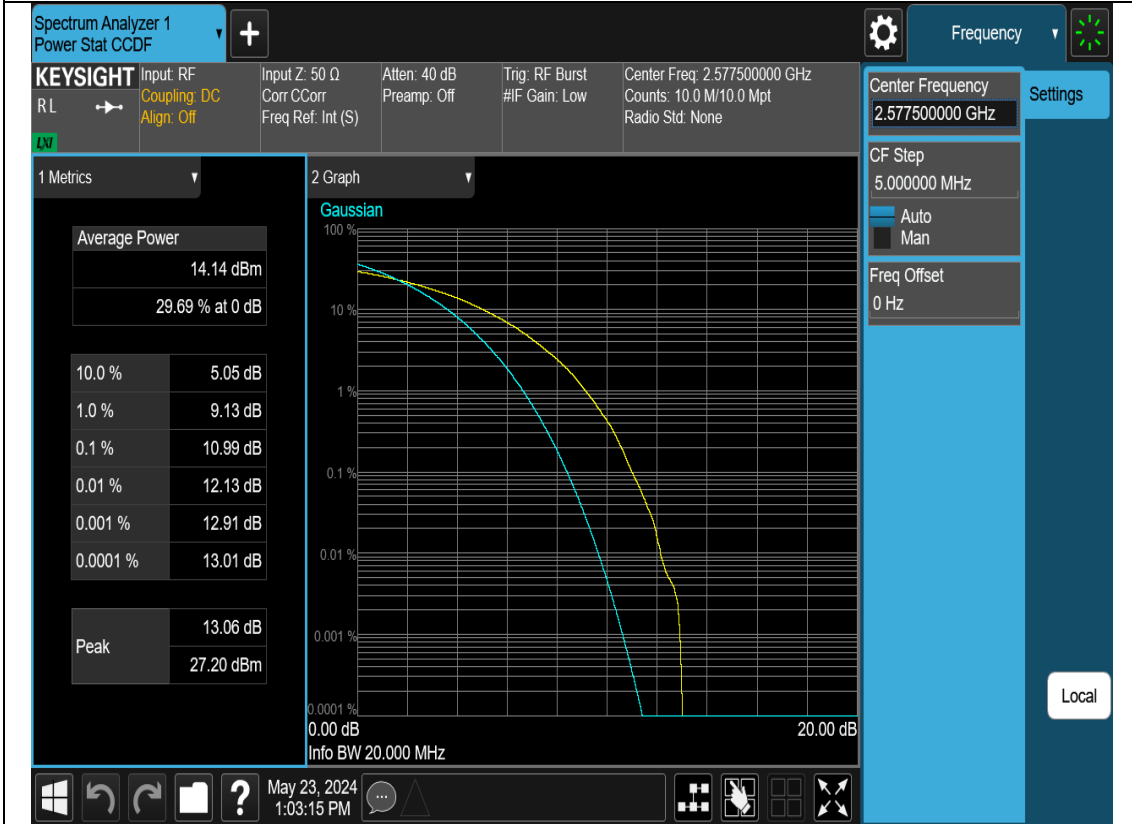 Spectrum Analyzer 1
Power Stat CCDF
Frequency
KEYSIGHT
RL
LXI
Input: RF
Coupling: DC
Align: Off
Input Z: 50 Ω
Corr CCorr
Freq Ref: Int (S)
Atten: 40 dB
Preamp: Off
Trig: RF Burst
#IF Gain: Low
Center Freq: 2.577500000 GHz
Counts: 10.0 M/10.0 Mpt
Radio Std: None
Center Frequency
2.577500000 GHz
Settings
CF Step
5.000000 MHz
Auto
Man
Freq Offset
0 Hz
Local
1 Metrics
Average Power
14.14 dBm
29.69 % at 0 dB
10.0 % 5.05 dB
1.0 % 9.13 dB
0.1 % 10.99 dB
0.01 % 12.13 dB
0.001 % 12.91 dB
0.0001 % 13.01 dB
Peak
13.06 dB
27.20 dBm
2 Graph
Gaussian
100 %
10 %
1 %
0.1 %
0.01 %
0.001 %
0.0001 %
0.00 dB 20.00 dB
Info BW 20.000 MHz
?
May 23, 2024
1:03:15 PM